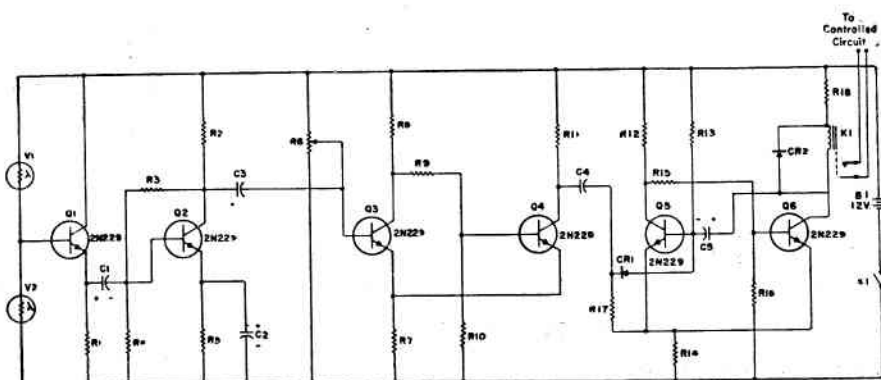 To
Controlled
Circuit
R18
R2
R8
R11
R12
R13
K1
R6
V1
λ
R3
C3
+
R9
C4
R15
CR2
B1
12V
Q1
Q2
Q3
Q4
Q5
Q6
2N229
2N229
2N229
2N229
2N229
2N229
C1
+ -
- +
C5
CR1
S1
V2
λ
R17
R16
R1
R4
R5
+
-
C2
R7
R10
R14